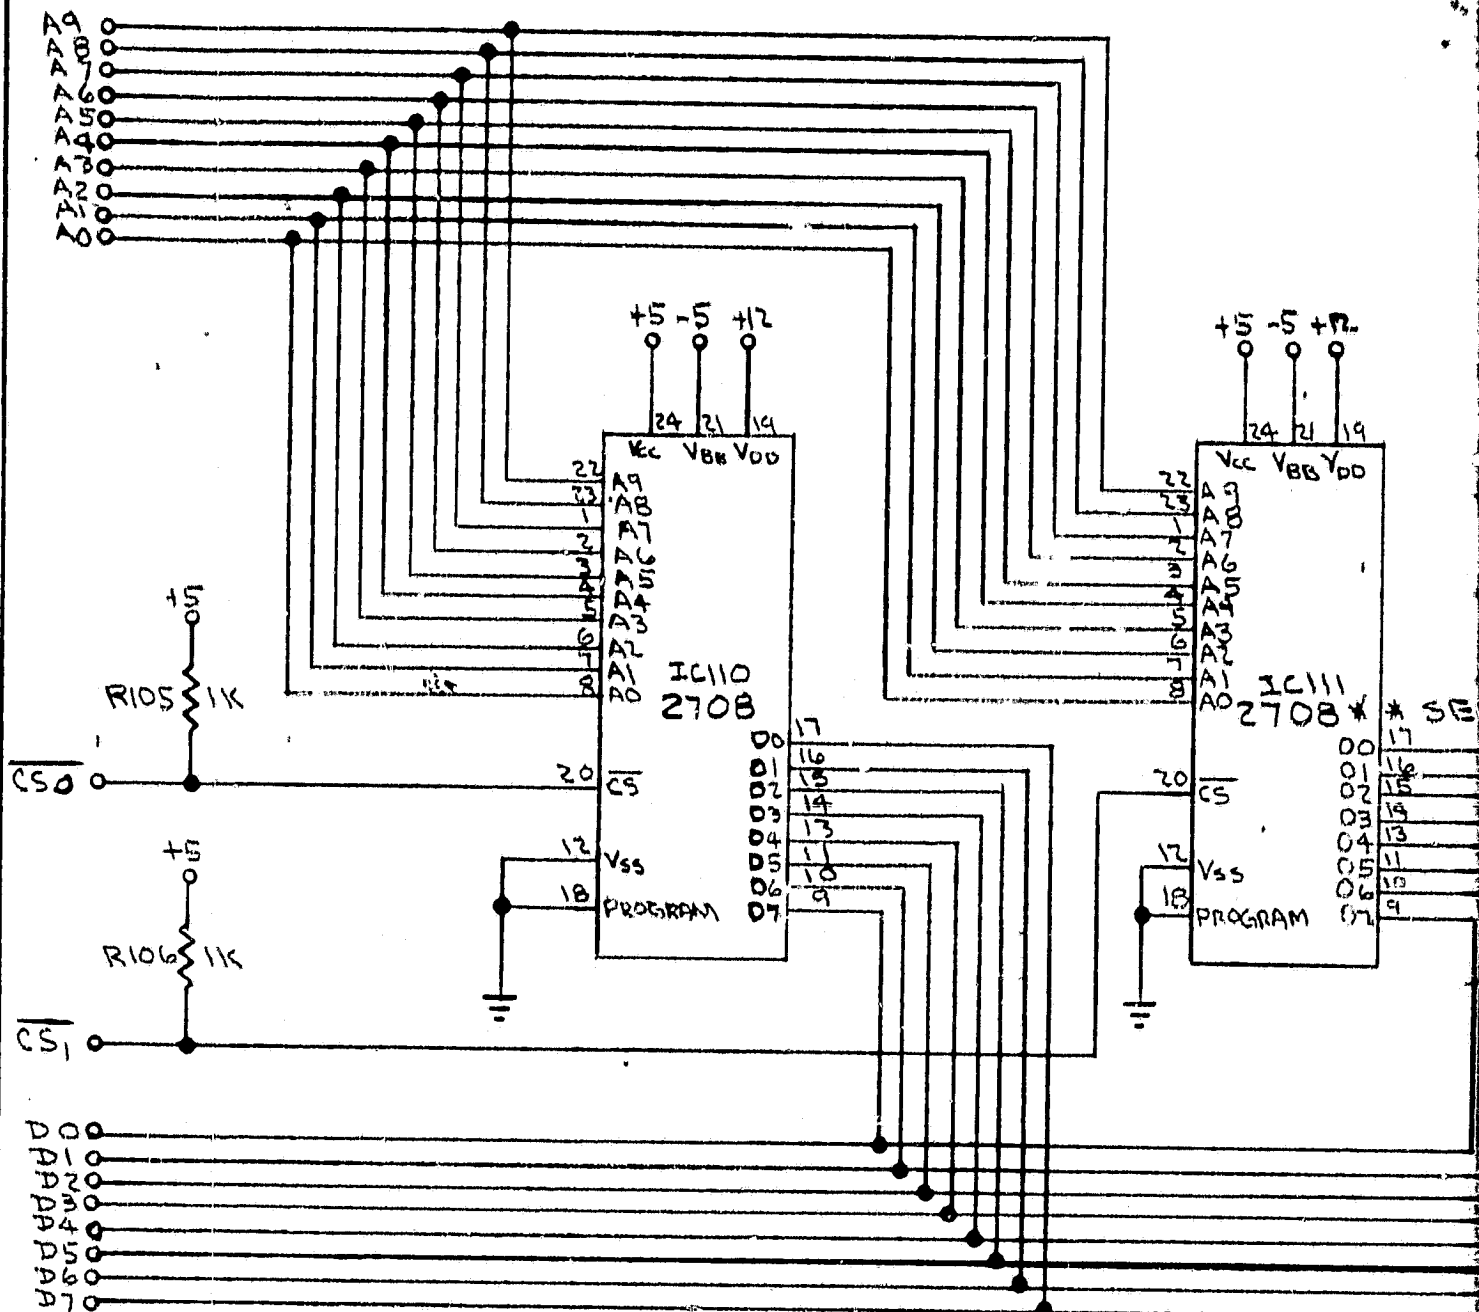 A9
A8
A7
A6
A5
A4
A3
A2
A1
A0
+5 -5 +12
24 21 19
VCC VBB VDD
22 A9
23 A8
1 A7
2 A6
3 A5
4 A4
5 A3
6 A2
7 A1
8 A0
IC110
2708
D0 17
D1 16
D2 15
D3 14
D4 13
D5 11
D6 10
D7 9
20 CS
12 VSS
18 PROGRAM
+5 -5 +12
24 21 19
VCC VBB VDD
22 A9
23 A8
1 A7
2 A6
3 A5
4 A4
5 A3
6 A2
7 A1
8 A0
IC111
2708* * SE
O0 17
O1 16
O2 15
O3 14
O4 13
O5 11
O6 10
O7 9
20 CS
12 VSS
18 PROGRAM
+5
R105 1K
CS0
+5
R106 1K
CS1
D0
D1
D2
D3
D4
D5
D6
D7